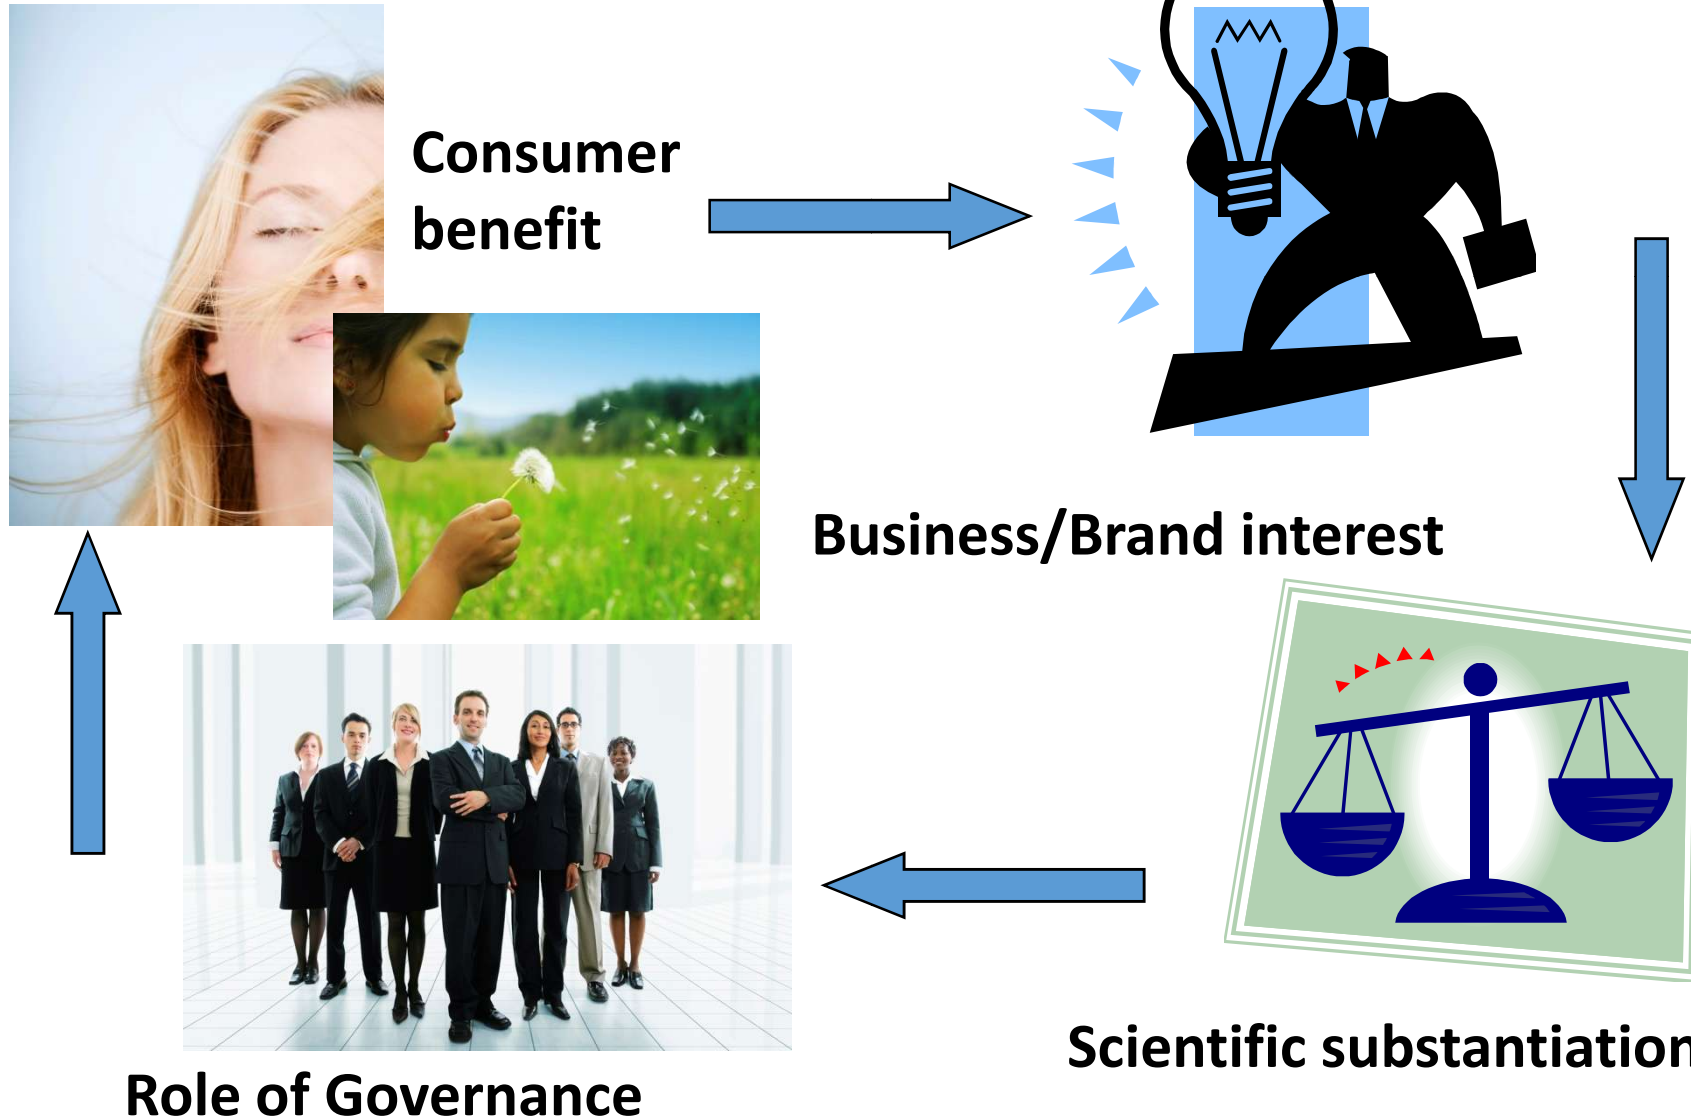 Consumer
benefit
Business/Brand interest
Scientific substantiation
Role of Governance